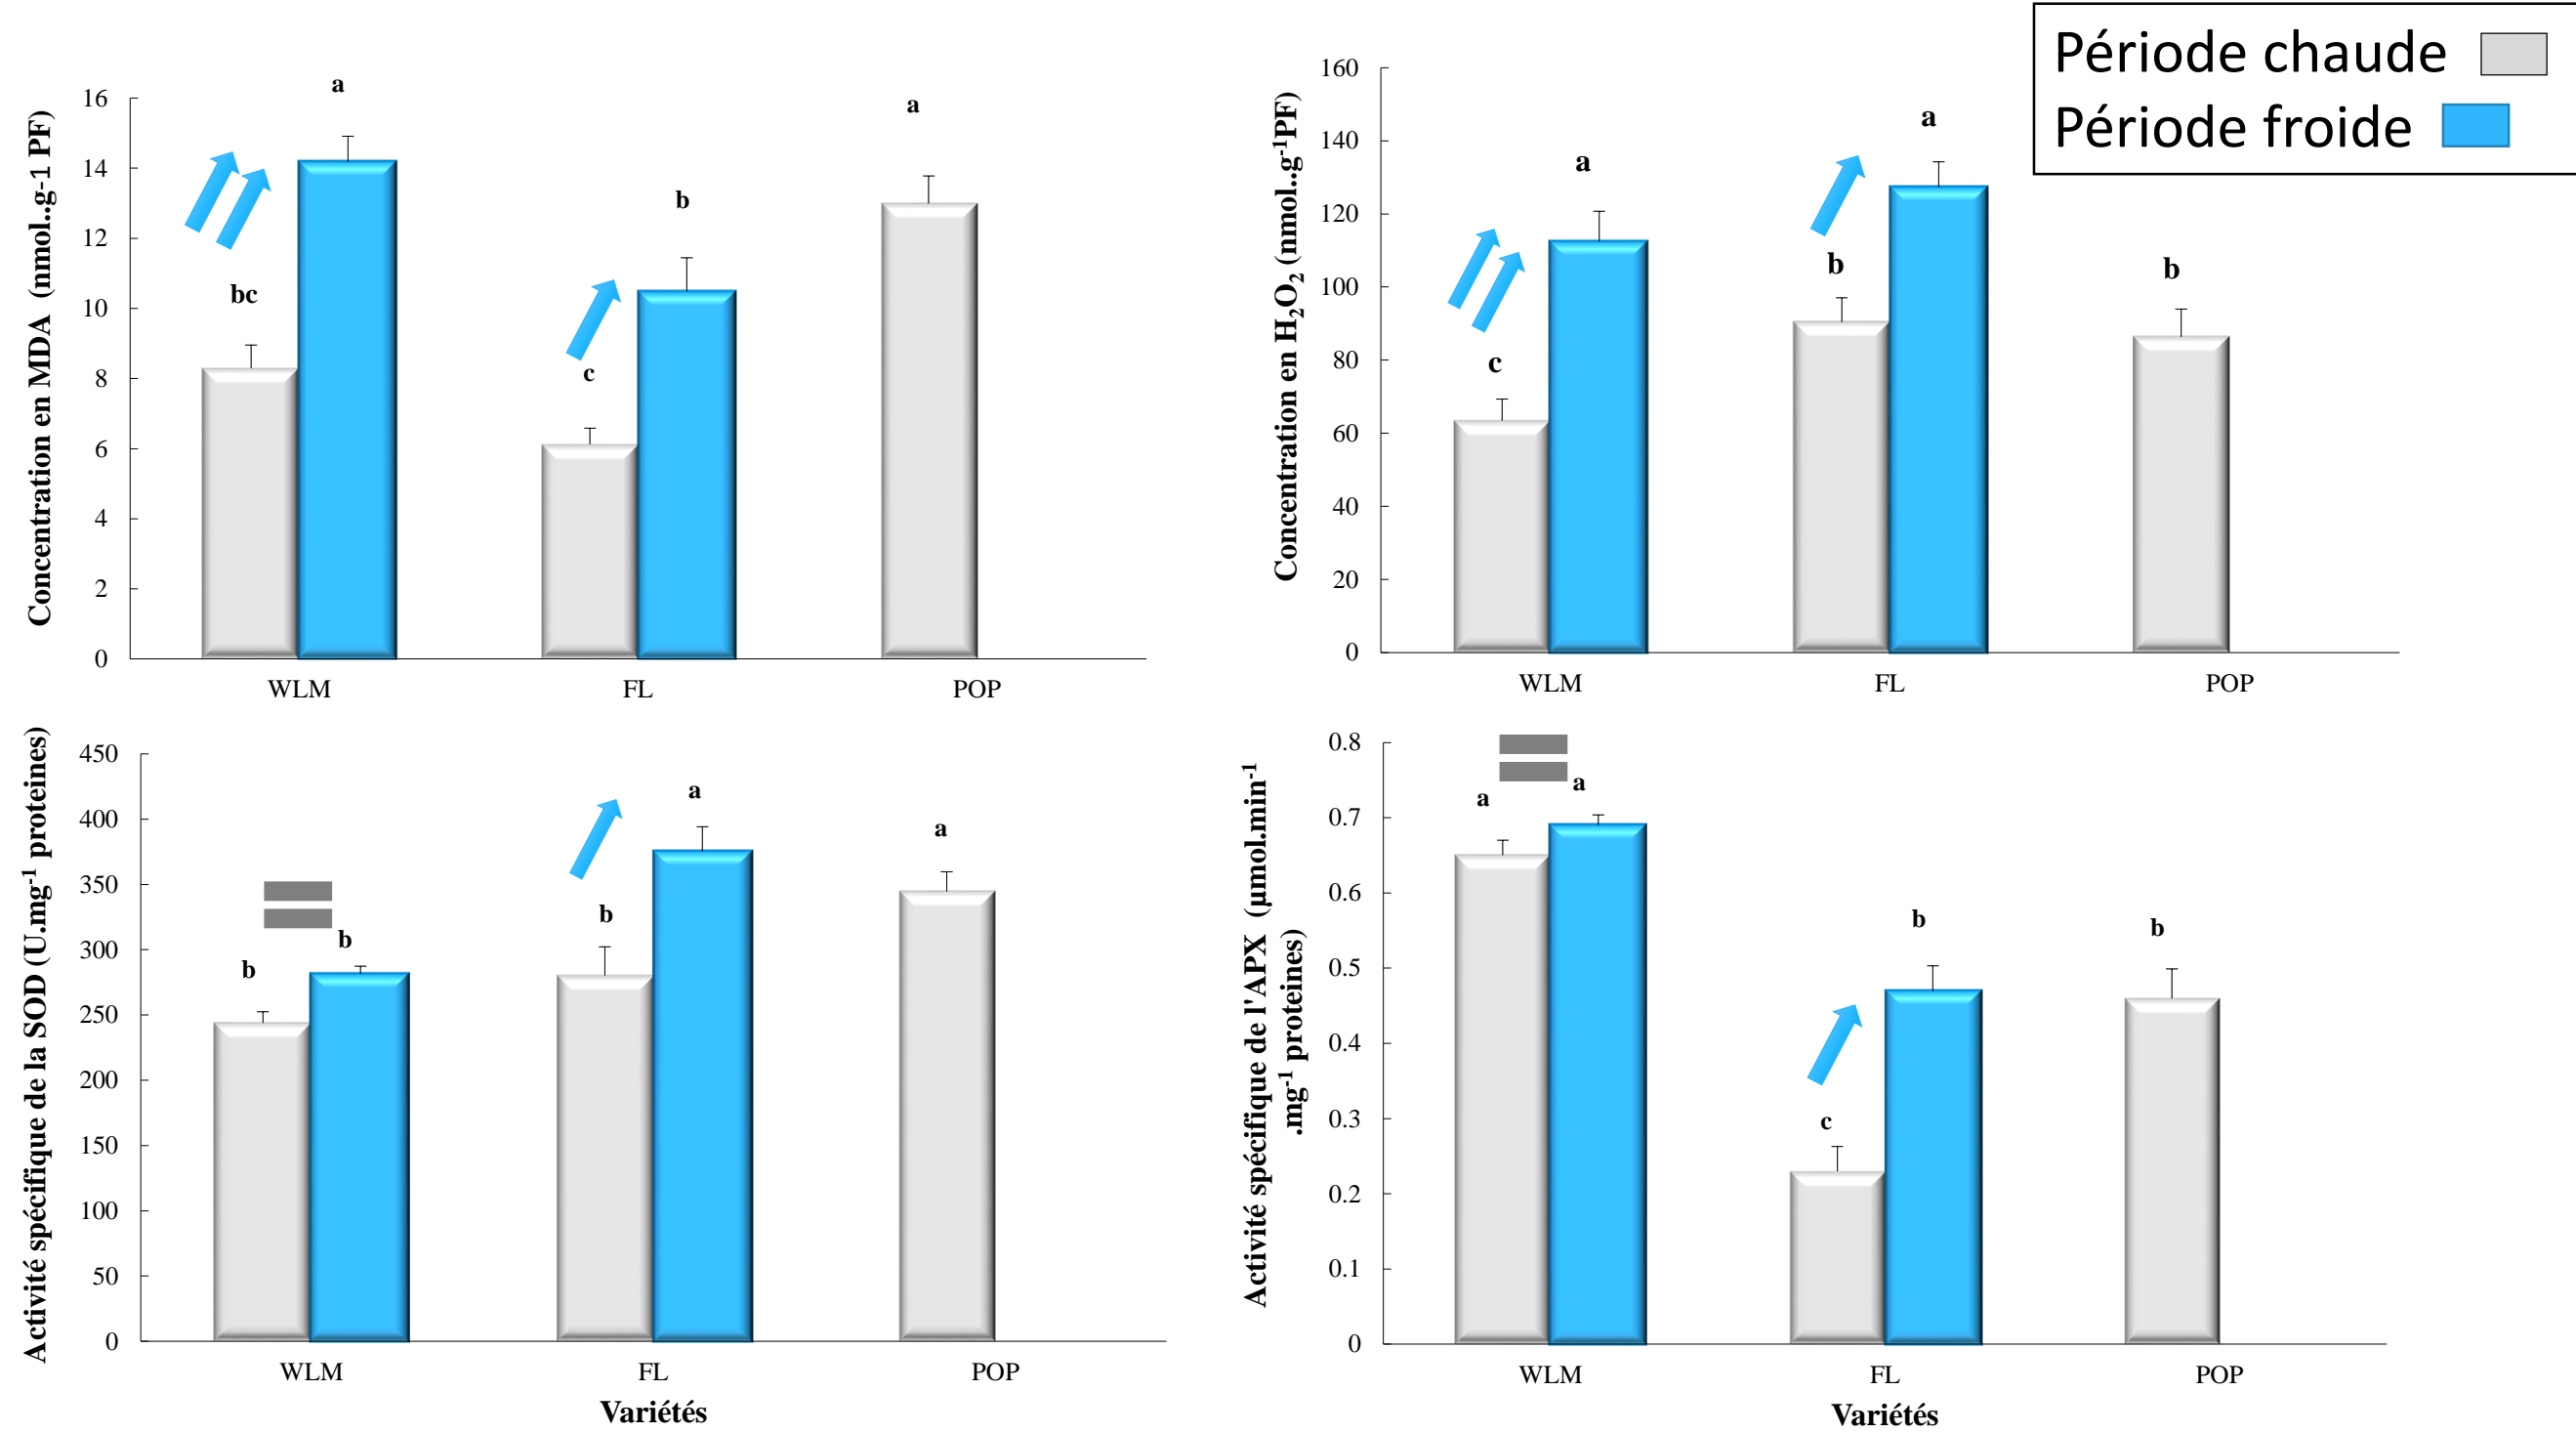 Période chaude
Période froide
Concentration en MDA (nmol..g-1 PF)
16
14
12
10
8
6
4
2
0
a
bc
b
c
a
WLM
FL
POP
Concentration en H₂O₂ (nmol..g⁻¹PF)
160
140
120
100
80
60
40
20
0
a
c
a
b
b
WLM
FL
POP
Activité spécifique de la SOD (U.mg⁻¹ proteines)
450
400
350
300
250
200
150
100
50
0
b
b
b
a
a
WLM
FL
POP
Variétés
Activité spécifique de l'APX (µmol.min⁻¹
.mg⁻¹ proteines)
0.8
0.7
0.6
0.5
0.4
0.3
0.2
0.1
0
a
a
c
b
b
WLM
FL
POP
Variétés